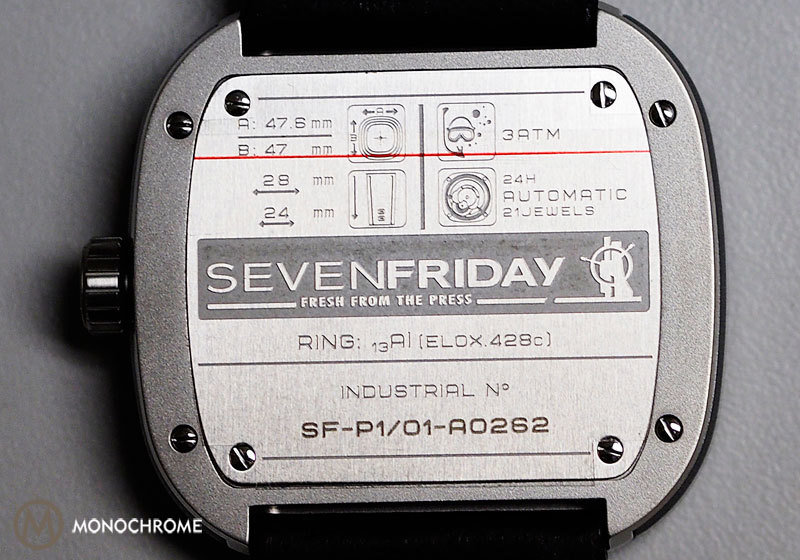 A: 47.6 mm
B: 47 mm
A
B
28 mm
24 mm
3ATM
24H
AUTOMATIC
21JEWELS
SEVENFRIDAY
FRESH FROM THE PRESS
RING: ₁₃Al (ELOX.428c)
INDUSTRIAL Nº
SF-P1/01-A0262
M
MONOCHROME